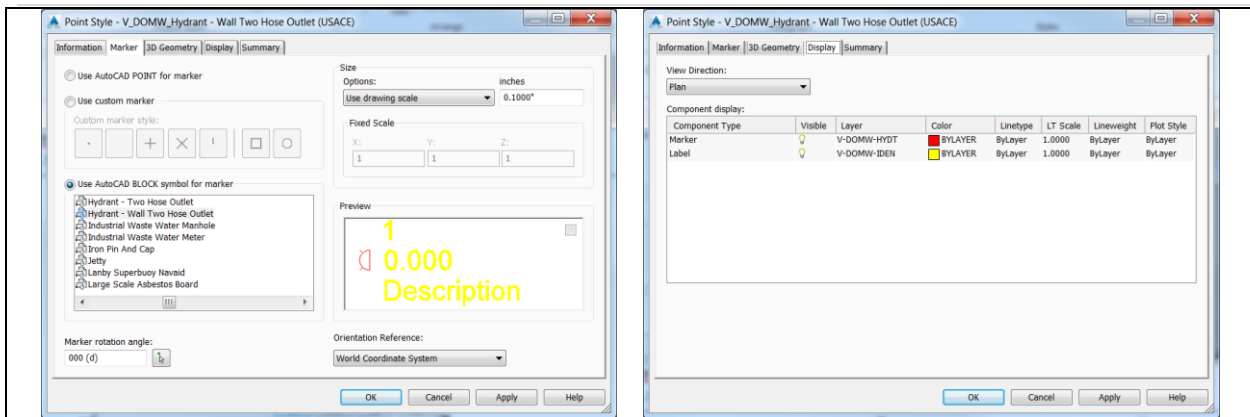 Point Style - V_DOMW_Hydrant - Wall Two Hose Outlet (USACE)
Information Marker 3D Geometry Display Summary
Use AutoCAD POINT for marker
Use custom marker
Custom marker style:
Use AutoCAD BLOCK symbol for marker
Hydrant - Two Hose Outlet
Hydrant - Wall Two Hose Outlet
Industrial Waste Water Manhole
Industrial Waste Water Meter
Iron Pin And Cap
Jetty
Lanby Superbuoy Navaid
Large Scale Asbestos Board
Marker rotation angle:
000 (d)
Size
Options: inches
Use drawing scale 0.1000"
Fixed Scale
X: Y: Z:
1 1 1
Preview
1
0.000
Description
Orientation Reference:
World Coordinate System
OK Cancel Apply Help
Point Style - V_DOMW_Hydrant - Wall Two Hose Outlet (USACE)
Information Marker 3D Geometry Display Summary
View Direction:
Plan
Component display:
Component Type Visible Layer Color Linetype LT Scale Lineweight Plot Style
Marker V-DOMW-HYDT BYLAYER ByLayer 1.0000 ByLayer ByLayer
Label V-DOMW-IDEN BYLAYER ByLayer 1.0000 ByLayer ByLayer
OK Cancel Apply Help